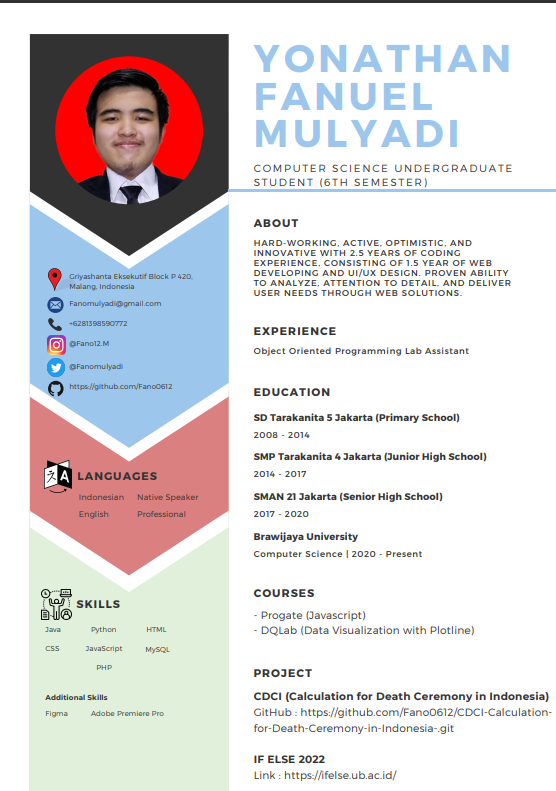 YONATHAN
FANUEL
MULYADI
COMPUTER SCIENCE UNDERGRADUATE
STUDENT (6TH SEMESTER)
Griyashanta Eksekutif Block P 420,
Malang, Indonesia
Fanomulyadi@gmail.com
+6281398590772
@Fano12.M
@Fanomulyadi
https://github.com/Fano0612
LANGUAGES
Indonesian Native Speaker
English Professional
SKILLS
Java Python HTML
CSS JavaScript MySQL
PHP
Additional Skills
Figma Adobe Premiere Pro
ABOUT
HARD-WORKING, ACTIVE, OPTIMISTIC, AND
INNOVATIVE WITH 2.5 YEARS OF CODING
EXPERIENCE, CONSISTING OF 1.5 YEAR OF WEB
DEVELOPING AND UI/UX DESIGN. PROVEN ABILITY
TO ANALYZE, ATTENTION TO DETAIL, AND DELIVER
USER NEEDS THROUGH WEB SOLUTIONS.
EXPERIENCE
Object Oriented Programming Lab Assistant
EDUCATION
SD Tarakanita 5 Jakarta (Primary School)
2008 - 2014
SMP Tarakanita 4 Jakarta (Junior High School)
2014 - 2017
SMAN 21 Jakarta (Senior High School)
2017 - 2020
Brawijaya University
Computer Science | 2020 - Present
COURSES
- Progate (Javascript)
- DQLab (Data Visualization with Plotline)
PROJECT
CDCI (Calculation for Death Ceremony in Indonesia)
GitHub : https://github.com/Fano0612/CDCI-Calculation-
for-Death-Ceremony-in-Indonesia-.git
IF ELSE 2022
Link : https://ifelse.ub.ac.id/